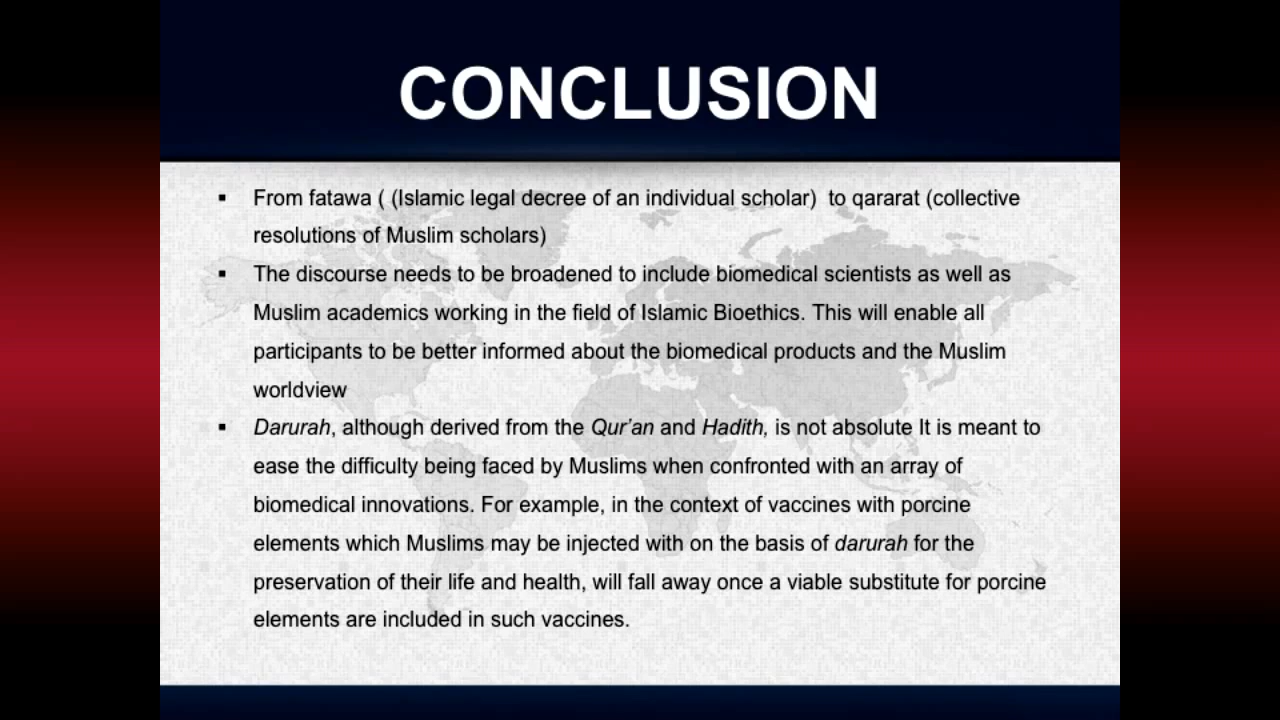 CONCLUSION
▪ From fatawa ( (Islamic legal decree of an individual scholar)  to qararat (collective
resolutions of Muslim scholars)
▪ The discourse needs to be broadened to include biomedical scientists as well as
Muslim academics working in the field of Islamic Bioethics. This will enable all
participants to be better informed about the biomedical products and the Muslim
worldview
▪ Darurah, although derived from the Qur’an and Hadith, is not absolute It is meant to
ease the difficulty being faced by Muslims when confronted with an array of
biomedical innovations. For example, in the context of vaccines with porcine
elements which Muslims may be injected with on the basis of darurah for the
preservation of their life and health, will fall away once a viable substitute for porcine
elements are included in such vaccines.